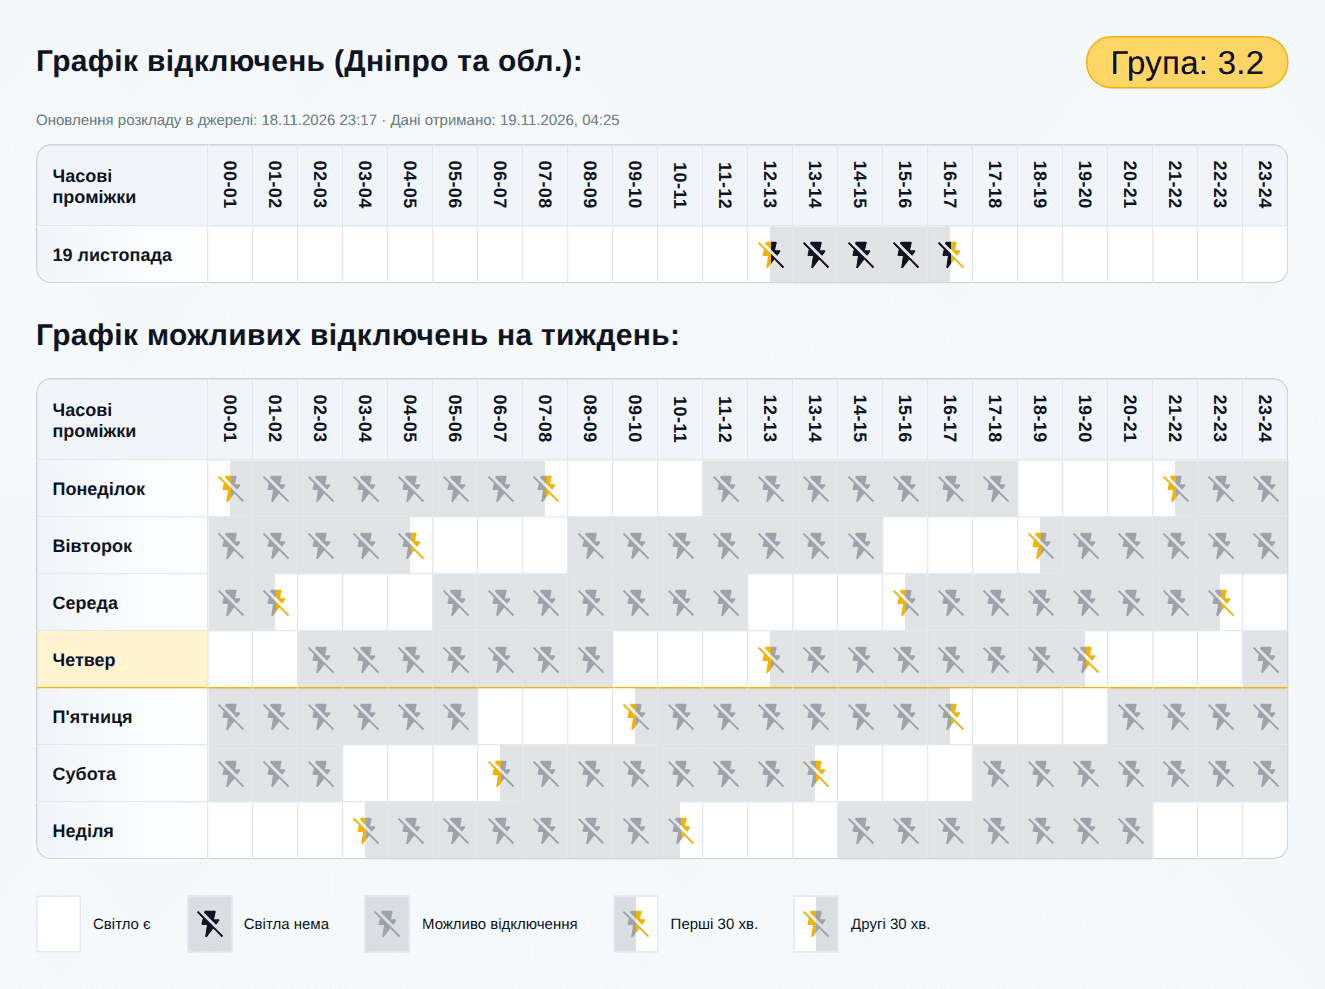 Графік відключень (Дніпро та обл.):
Група: 3.2
Оновлення розкладу в джерелі: 18.11.2026 23:17 · Дані отримано: 19.11.2026, 04:25
Часові
проміжки
00-01 01-02 02-03 03-04 04-05 05-06 06-07 07-08 08-09 09-10 10-11 11-12 12-13 13-14 14-15 15-16 16-17 17-18 18-19 19-20 20-21 21-22 22-23 23-24
19 листопада
Графік можливих відключень на тиждень:
Часові
проміжки
00-01 01-02 02-03 03-04 04-05 05-06 06-07 07-08 08-09 09-10 10-11 11-12 12-13 13-14 14-15 15-16 16-17 17-18 18-19 19-20 20-21 21-22 22-23 23-24
Понеділок
Вівторок
Середа
Четвер
П'ятниця
Субота
Неділя
Світло є
Світла нема
Можливо відключення
Перші 30 хв.
Другі 30 хв.